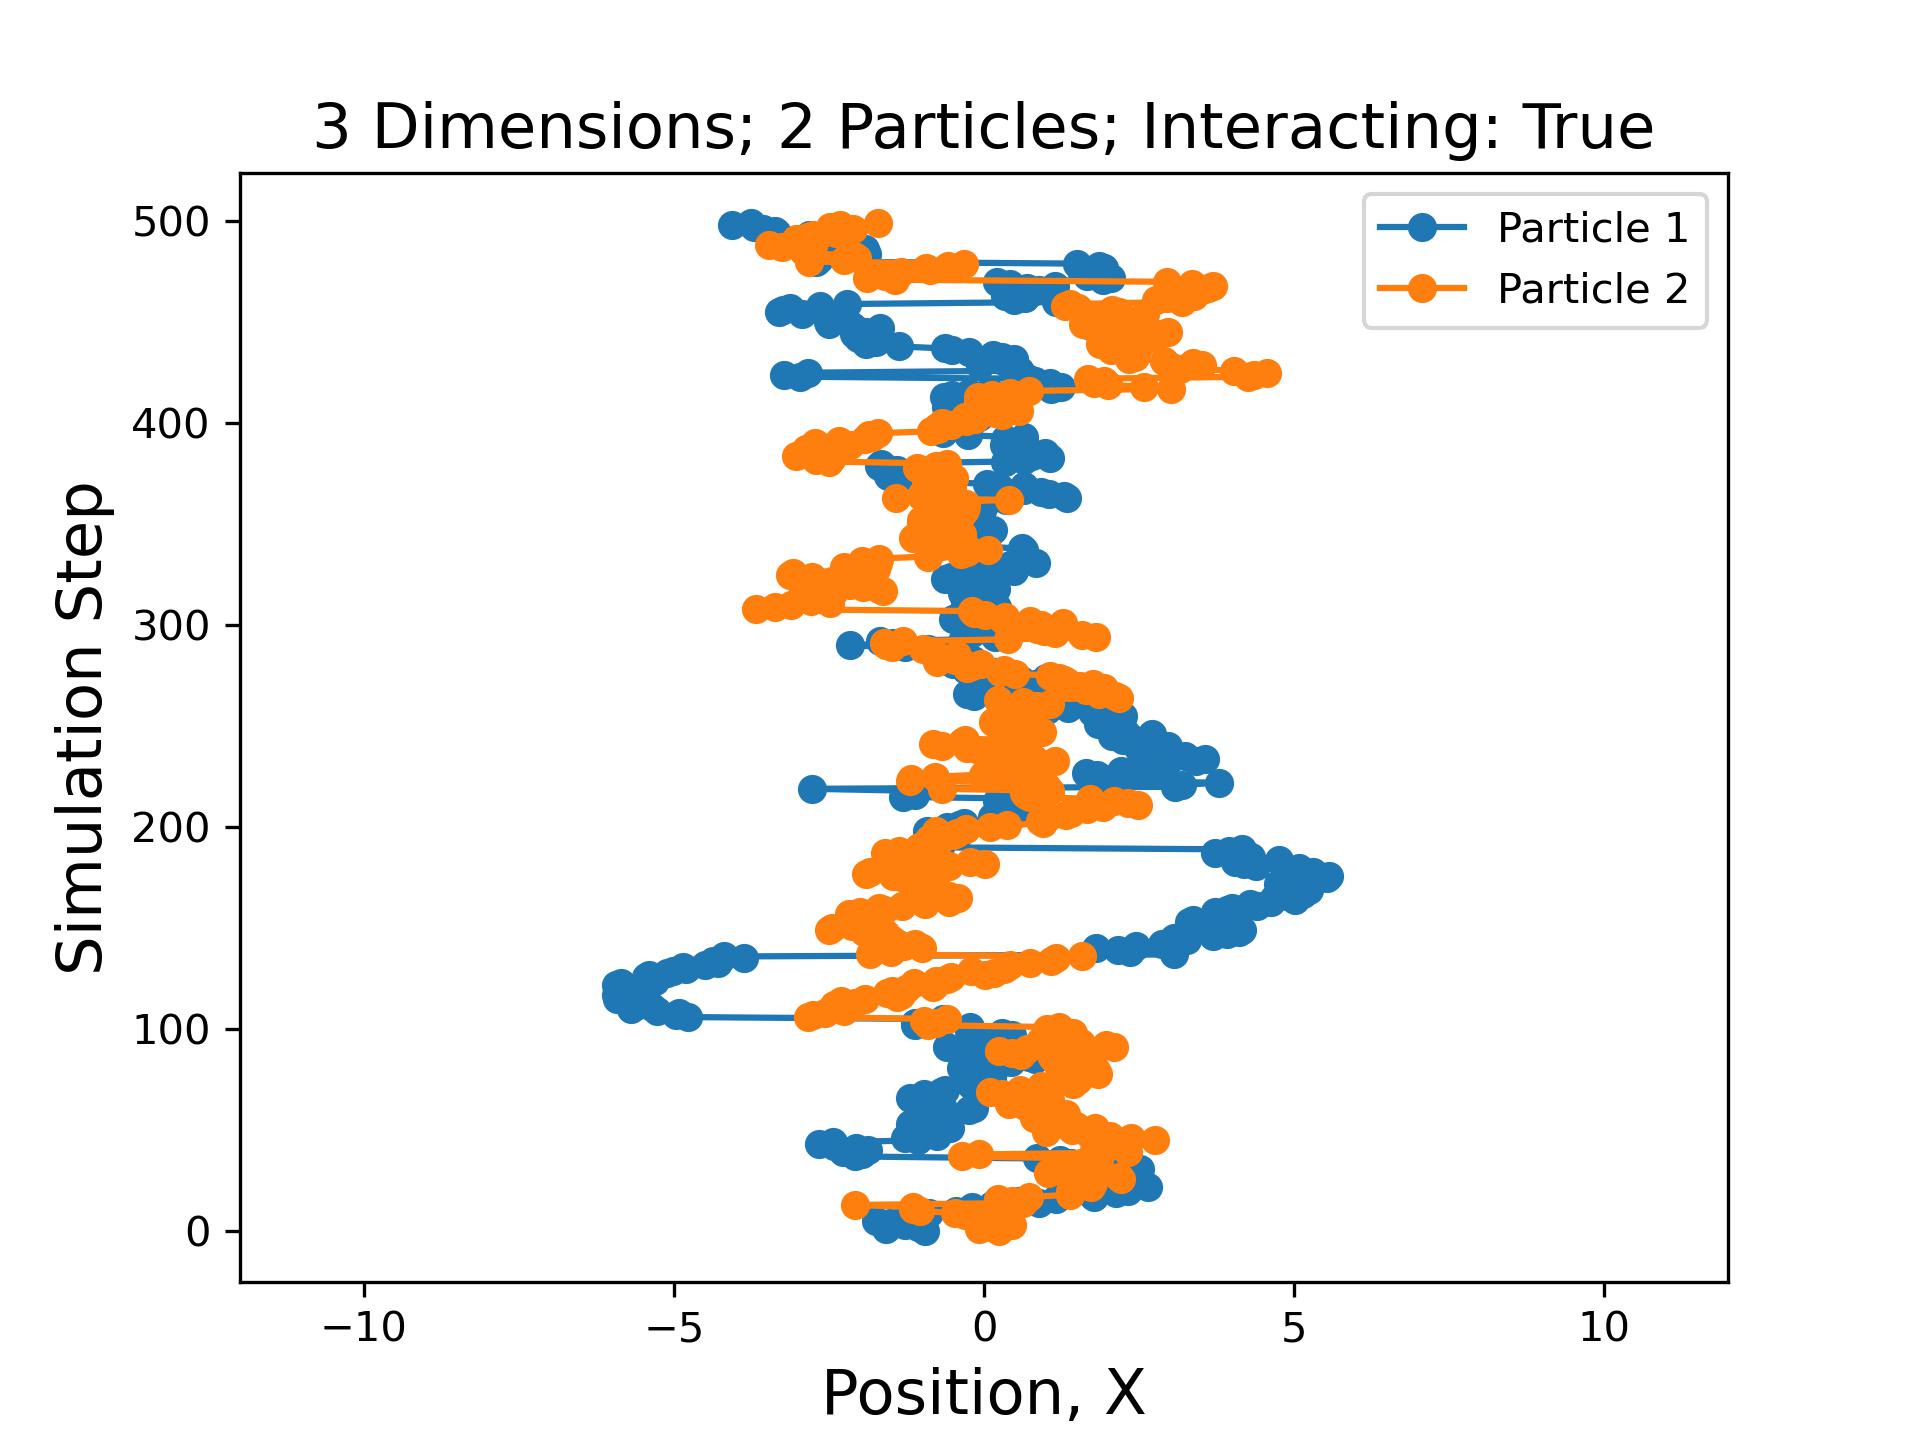 3 Dimensions; 2 Particles; Interacting: True
Particle 1
Particle 2
Simulation Step
500
400
300
200
100
0
−10
−5
0
5
10
Position, X